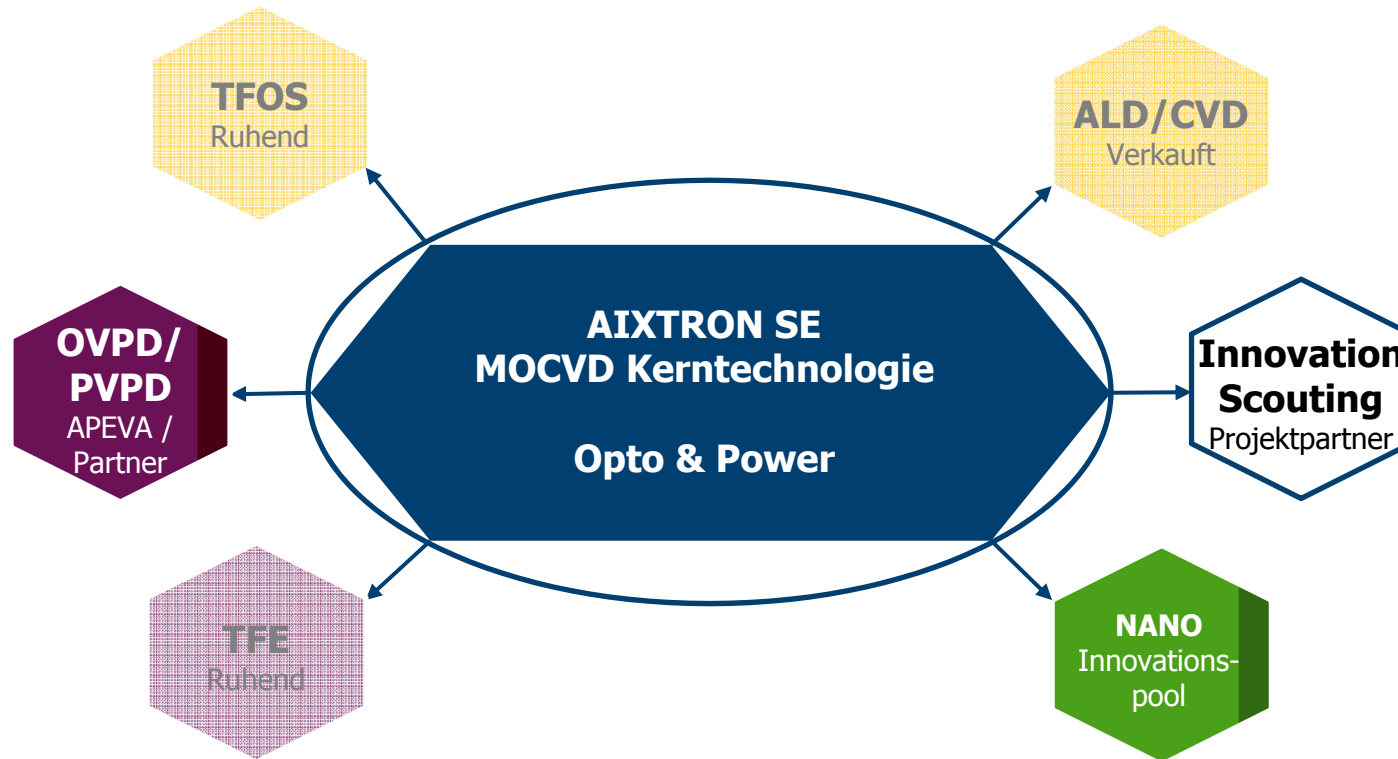 TFOS
Ruhend
ALD/CVD
Verkauft
AIXTRON SE
MOCVD Kerntechnologie
Opto & Power
OVPD/
PVPD
APEVA /
Partner
Innovation
Scouting
Projektpartner
TFE
Ruhend
NANO
Innovations-
pool